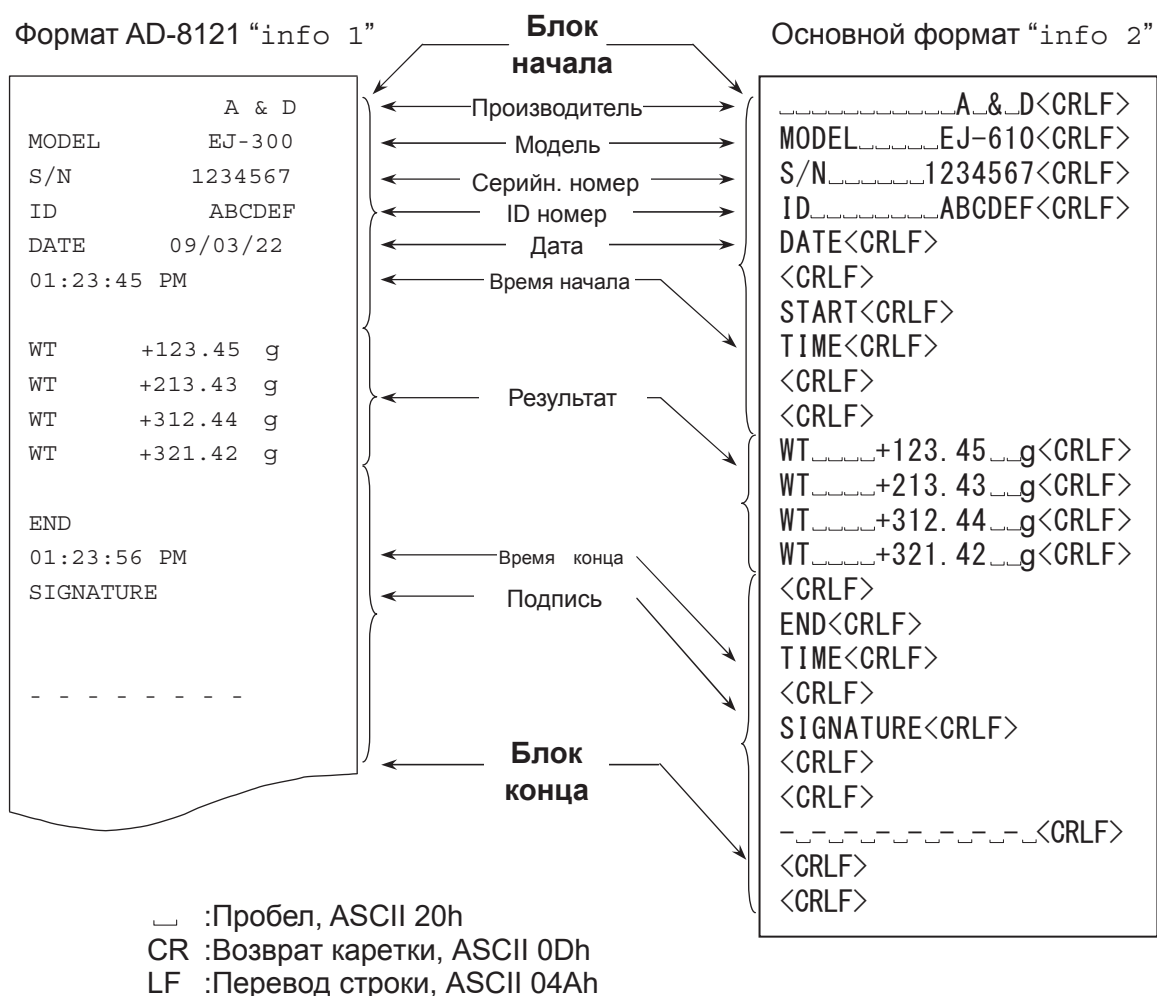 Формат AD-8121 “info 1”
Блок
начала
Основной формат “info 2”
A & D
MODEL EJ-300
S/N 1234567
ID ABCDEF
DATE 09/03/22
01:23:45 PM
WT +123.45 g
WT +213.43 g
WT +312.44 g
WT +321.42 g
END
01:23:56 PM
SIGNATURE
- - - - - - - -
Производитель
Модель
Серийн. номер
ID номер
Дата
Время начала
Результат
Время конца
Подпись
Блок
конца
␣␣␣␣␣␣␣␣␣␣␣A␣&␣D<CRLF>
MODEL␣␣␣␣␣EJ-610<CRLF>
S/N␣␣␣␣␣␣1234567<CRLF>
ID␣␣␣␣␣␣␣␣ABCDEF<CRLF>
DATE<CRLF>
<CRLF>
START<CRLF>
TIME<CRLF>
<CRLF>
<CRLF>
WT␣␣␣␣+123.45␣␣g<CRLF>
WT␣␣␣␣+213.43␣␣g<CRLF>
WT␣␣␣␣+312.44␣␣g<CRLF>
WT␣␣␣␣+321.42␣␣g<CRLF>
<CRLF>
END<CRLF>
TIME<CRLF>
<CRLF>
SIGNATURE<CRLF>
<CRLF>
<CRLF>
-␣-␣-␣-␣-␣-␣-␣-␣<CRLF>
<CRLF>
<CRLF>
␣ :Пробел, ASCII 20h
CR :Возврат каретки, ASCII 0Dh
LF :Перевод строки, ASCII 04Ah